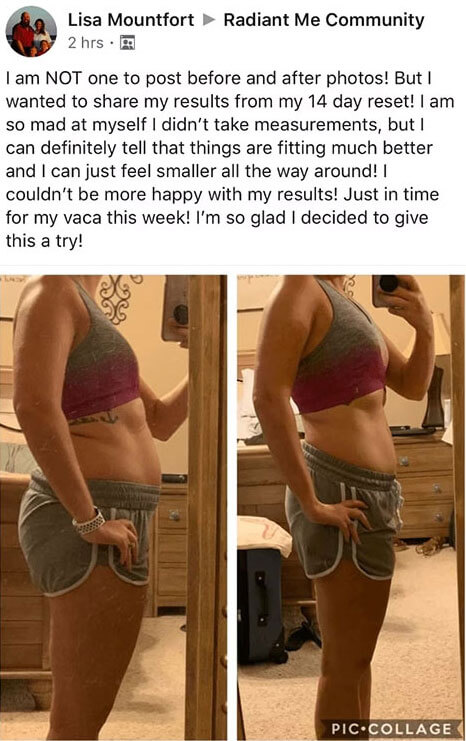 Lisa Mountfort ▶ Radiant Me Community
2 hrs ·
I am NOT one to post before and after photos! But I
wanted to share my results from my 14 day reset! I am
so mad at myself I didn’t take measurements, but I
can definitely tell that things are fitting much better
and I can just feel smaller all the way around! I
couldn’t be more happy with my results! Just in time
for my vaca this week! I’m so glad I decided to give
this a try!
PIC•COLLAGE